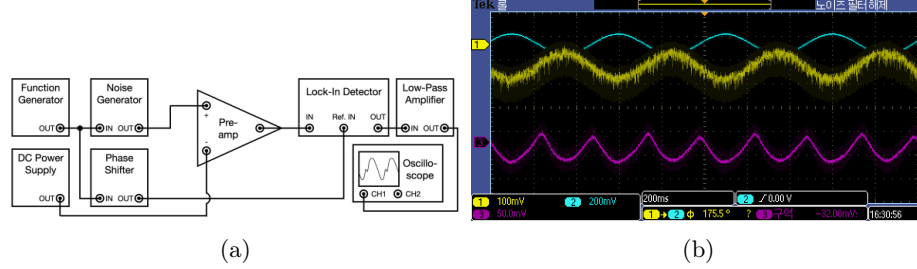 Function
Generator
OUT
Noise
Generator
IN OUT
Pre-
amp
+
-
Lock-In Detector
IN Ref. IN OUT
Low-Pass
Amplifier
IN OUT
DC Power
Supply
OUT
Phase
Shifter
IN OUT
Oscillo-
scope
CH1 CH2
(a)
Tek 롤
노이즈 필터 해제
1
3
1 100mV 2 200mV 200ms 2 ∫ 0.00 V
3 50.0mV 1→2 ф 175.5 ° ? 3 구역 -32.00mV 16:30:56
(b)